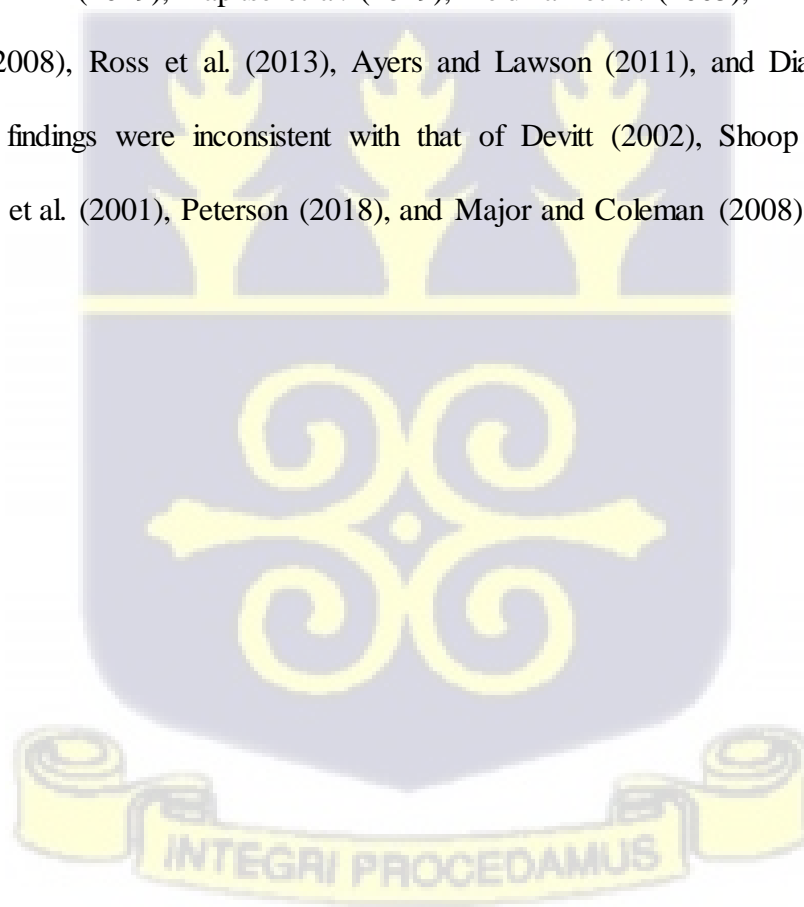 2008), Ross et al. (2013), Ayers and Lawson (2011), and Dia
findings were inconsistent with that of Devitt (2002), Shoop
et al. (2001), Peterson (2018), and Major and Coleman (2008)
INTEGRI PROCEDAMUS